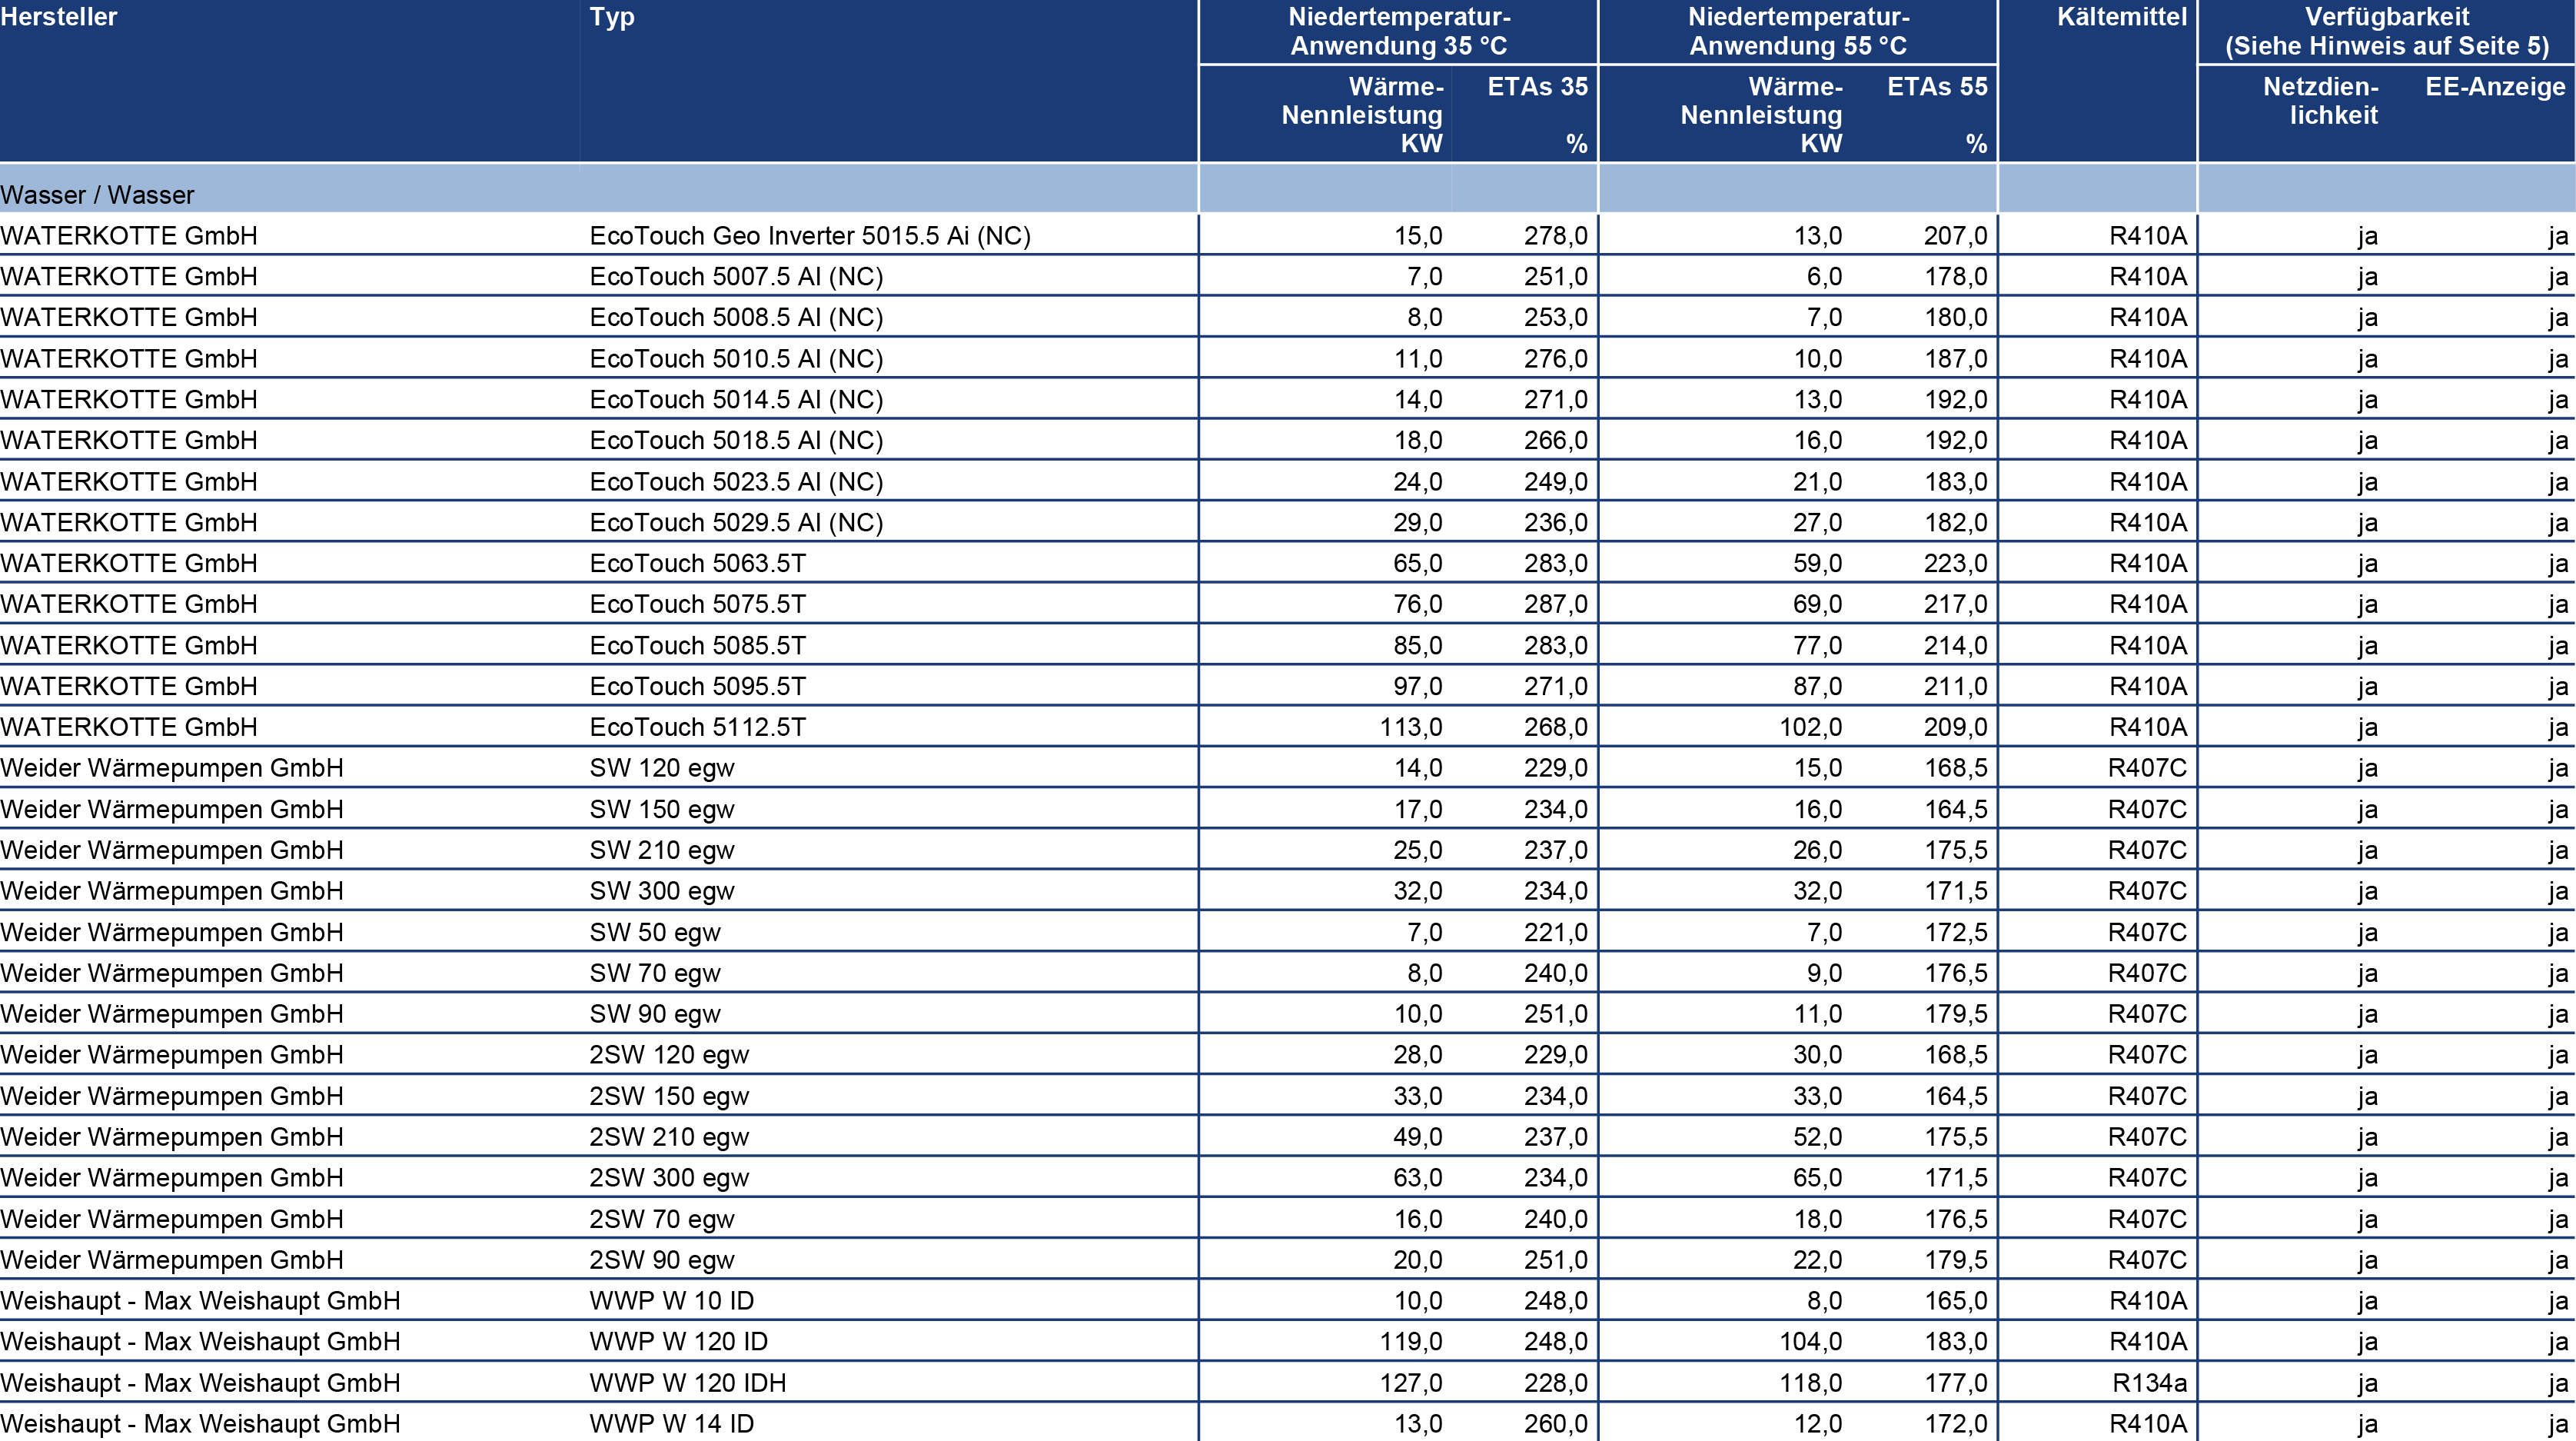 Hersteller Typ Niedertemperatur- Niedertemperatur- Kältemittel Verfügbarkeit
Anwendung 35 °C Anwendung 55 °C (Siehe Hinweis auf Seite 5)
Wärme- ETAs 35 Wärme- ETAs 55 Netzdien- EE-Anzeige
Nennleistung Nennleistung lichkeit
KW % KW %
Wasser / Wasser
WATERKOTTE GmbH EcoTouch Geo Inverter 5015.5 Ai (NC) 15,0 278,0 13,0 207,0 R410A ja ja
WATERKOTTE GmbH EcoTouch 5007.5 AI (NC) 7,0 251,0 6,0 178,0 R410A ja ja
WATERKOTTE GmbH EcoTouch 5008.5 AI (NC) 8,0 253,0 7,0 180,0 R410A ja ja
WATERKOTTE GmbH EcoTouch 5010.5 AI (NC) 11,0 276,0 10,0 187,0 R410A ja ja
WATERKOTTE GmbH EcoTouch 5014.5 AI (NC) 14,0 271,0 13,0 192,0 R410A ja ja
WATERKOTTE GmbH EcoTouch 5018.5 AI (NC) 18,0 266,0 16,0 192,0 R410A ja ja
WATERKOTTE GmbH EcoTouch 5023.5 AI (NC) 24,0 249,0 21,0 183,0 R410A ja ja
WATERKOTTE GmbH EcoTouch 5029.5 AI (NC) 29,0 236,0 27,0 182,0 R410A ja ja
WATERKOTTE GmbH EcoTouch 5063.5T 65,0 283,0 59,0 223,0 R410A ja ja
WATERKOTTE GmbH EcoTouch 5075.5T 76,0 287,0 69,0 217,0 R410A ja ja
WATERKOTTE GmbH EcoTouch 5085.5T 85,0 283,0 77,0 214,0 R410A ja ja
WATERKOTTE GmbH EcoTouch 5095.5T 97,0 271,0 87,0 211,0 R410A ja ja
WATERKOTTE GmbH EcoTouch 5112.5T 113,0 268,0 102,0 209,0 R410A ja ja
Weider Wärmepumpen GmbH SW 120 egw 14,0 229,0 15,0 168,5 R407C ja ja
Weider Wärmepumpen GmbH SW 150 egw 17,0 234,0 16,0 164,5 R407C ja ja
Weider Wärmepumpen GmbH SW 210 egw 25,0 237,0 26,0 175,5 R407C ja ja
Weider Wärmepumpen GmbH SW 300 egw 32,0 234,0 32,0 171,5 R407C ja ja
Weider Wärmepumpen GmbH SW 50 egw 7,0 221,0 7,0 172,5 R407C ja ja
Weider Wärmepumpen GmbH SW 70 egw 8,0 240,0 9,0 176,5 R407C ja ja
Weider Wärmepumpen GmbH SW 90 egw 10,0 251,0 11,0 179,5 R407C ja ja
Weider Wärmepumpen GmbH 2SW 120 egw 28,0 229,0 30,0 168,5 R407C ja ja
Weider Wärmepumpen GmbH 2SW 150 egw 33,0 234,0 33,0 164,5 R407C ja ja
Weider Wärmepumpen GmbH 2SW 210 egw 49,0 237,0 52,0 175,5 R407C ja ja
Weider Wärmepumpen GmbH 2SW 300 egw 63,0 234,0 65,0 171,5 R407C ja ja
Weider Wärmepumpen GmbH 2SW 70 egw 16,0 240,0 18,0 176,5 R407C ja ja
Weider Wärmepumpen GmbH 2SW 90 egw 20,0 251,0 22,0 179,5 R407C ja ja
Weishaupt - Max Weishaupt GmbH WWP W 10 ID 10,0 248,0 8,0 165,0 R410A ja ja
Weishaupt - Max Weishaupt GmbH WWP W 120 ID 119,0 248,0 104,0 183,0 R410A ja ja
Weishaupt - Max Weishaupt GmbH WWP W 120 IDH 127,0 228,0 118,0 177,0 R134a ja ja
Weishaupt - Max Weishaupt GmbH WWP W 14 ID 13,0 260,0 12,0 172,0 R410A ja ja